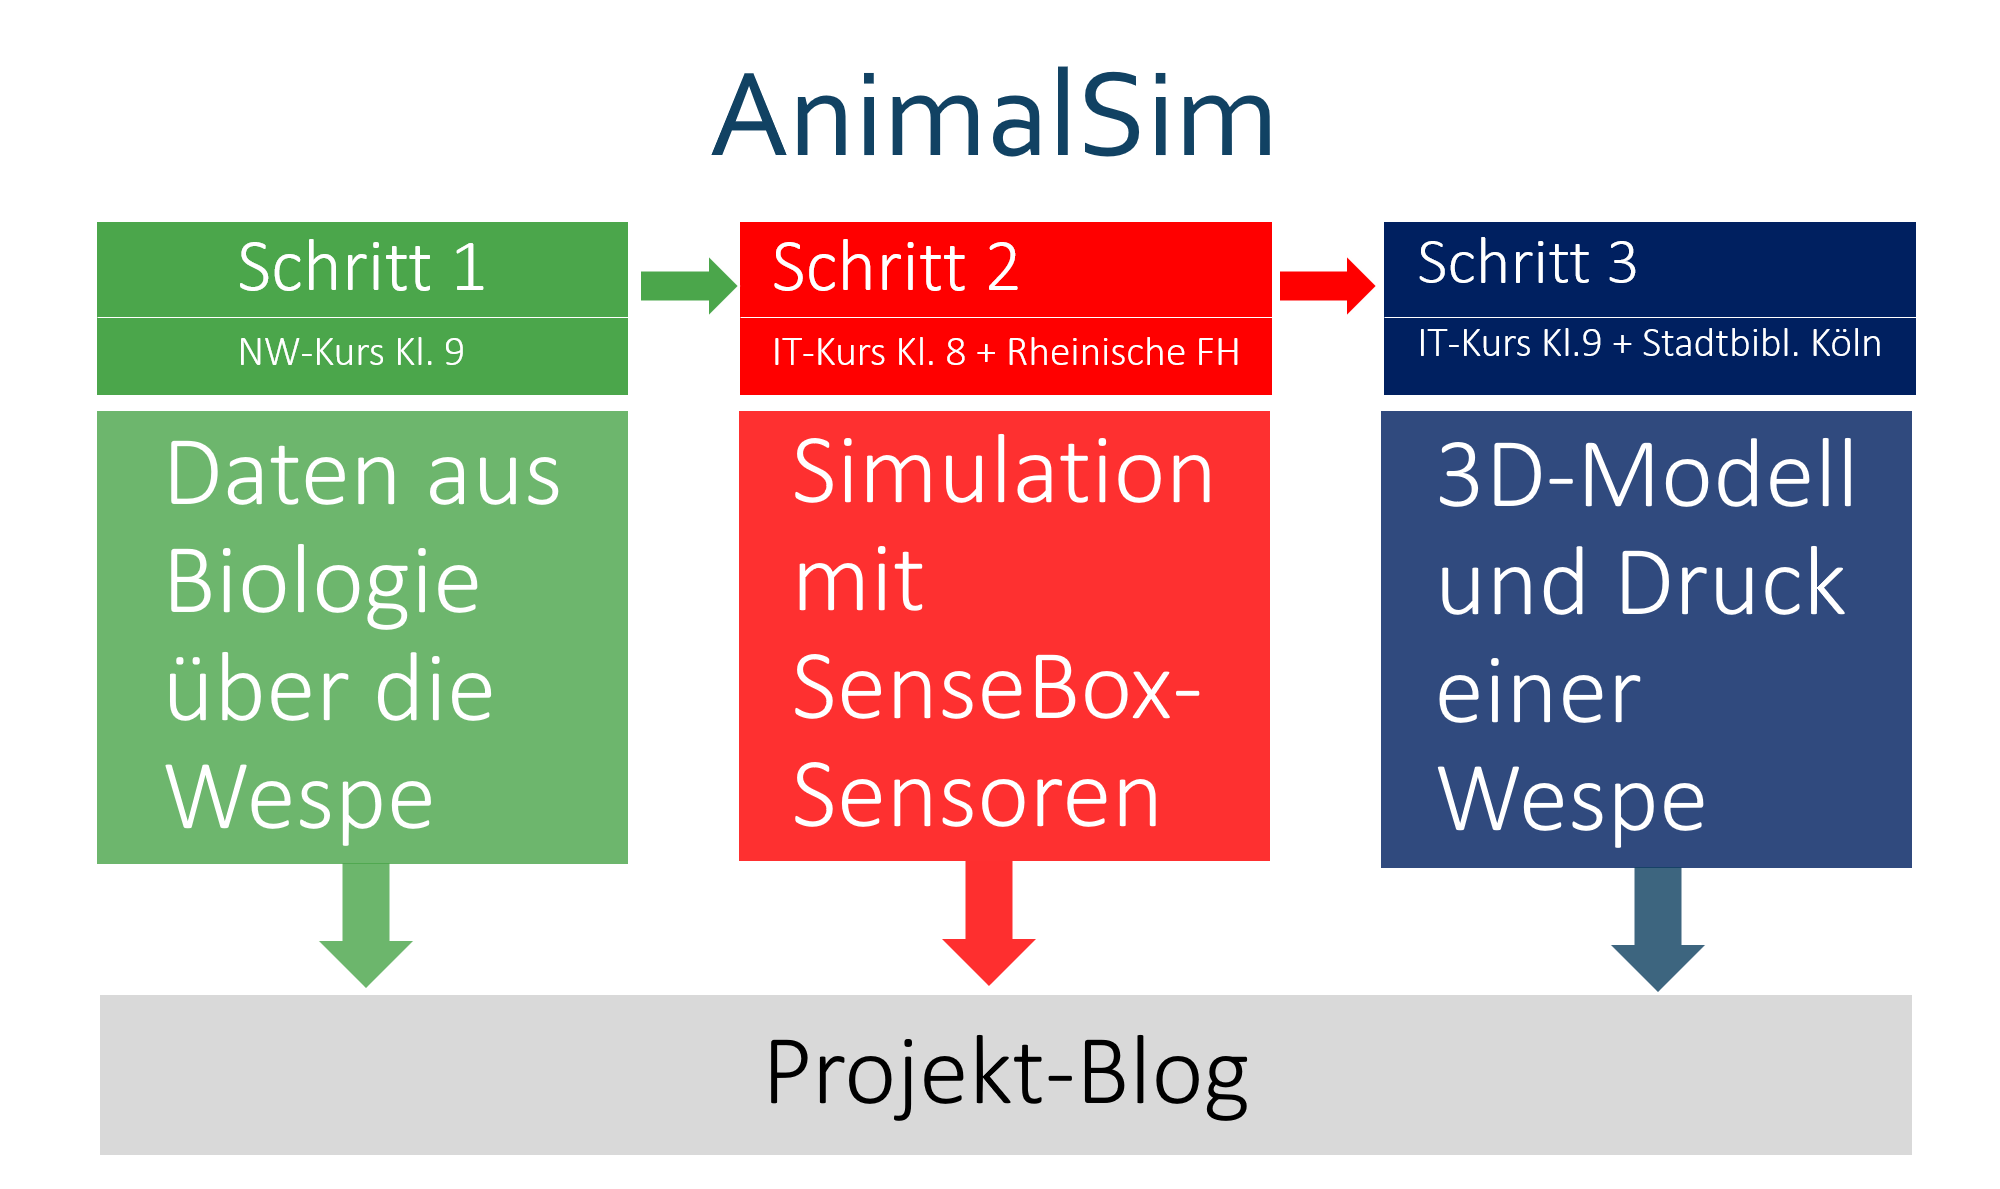 AnimalSim
Schritt 1
NW-Kurs Kl. 9
Daten aus
Biologie
über die
Wespe
Schritt 2
IT-Kurs Kl. 8 + Rheinische FH
Simulation
mit
SenseBox-
Sensoren
Schritt 3
IT-Kurs Kl.9 + Stadtbibl. Köln
3D-Modell
und Druck
einer
Wespe
Projekt-Blog